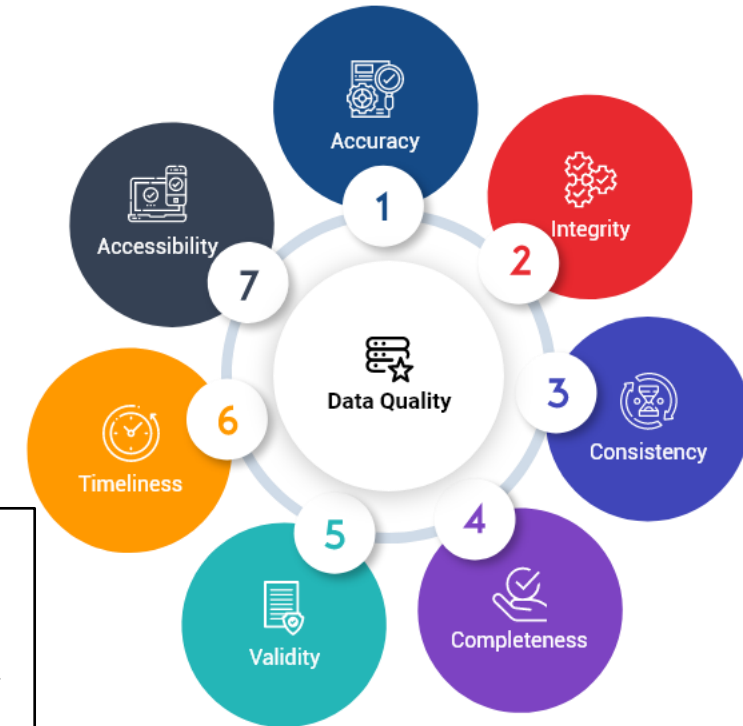 Accuracy
1
Integrity
2
Consistency
3
Completeness
4
Validity
5
Timeliness
6
Accessibility
7
Data Quality